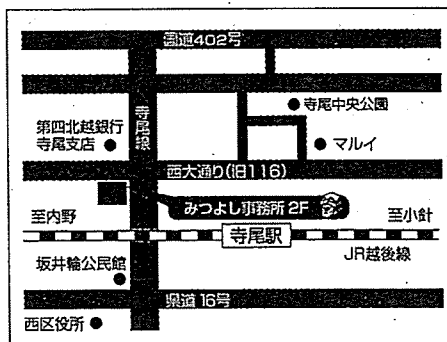 国道402号
寺尾線
寺尾中央公園
第四北越銀行
寺尾支店
マルイ
西大通り(旧116)
みつよし事務所 2F
至内野
至小針
寺尾駅
JR越後線
坂井輪公民館
県道16号
西区役所